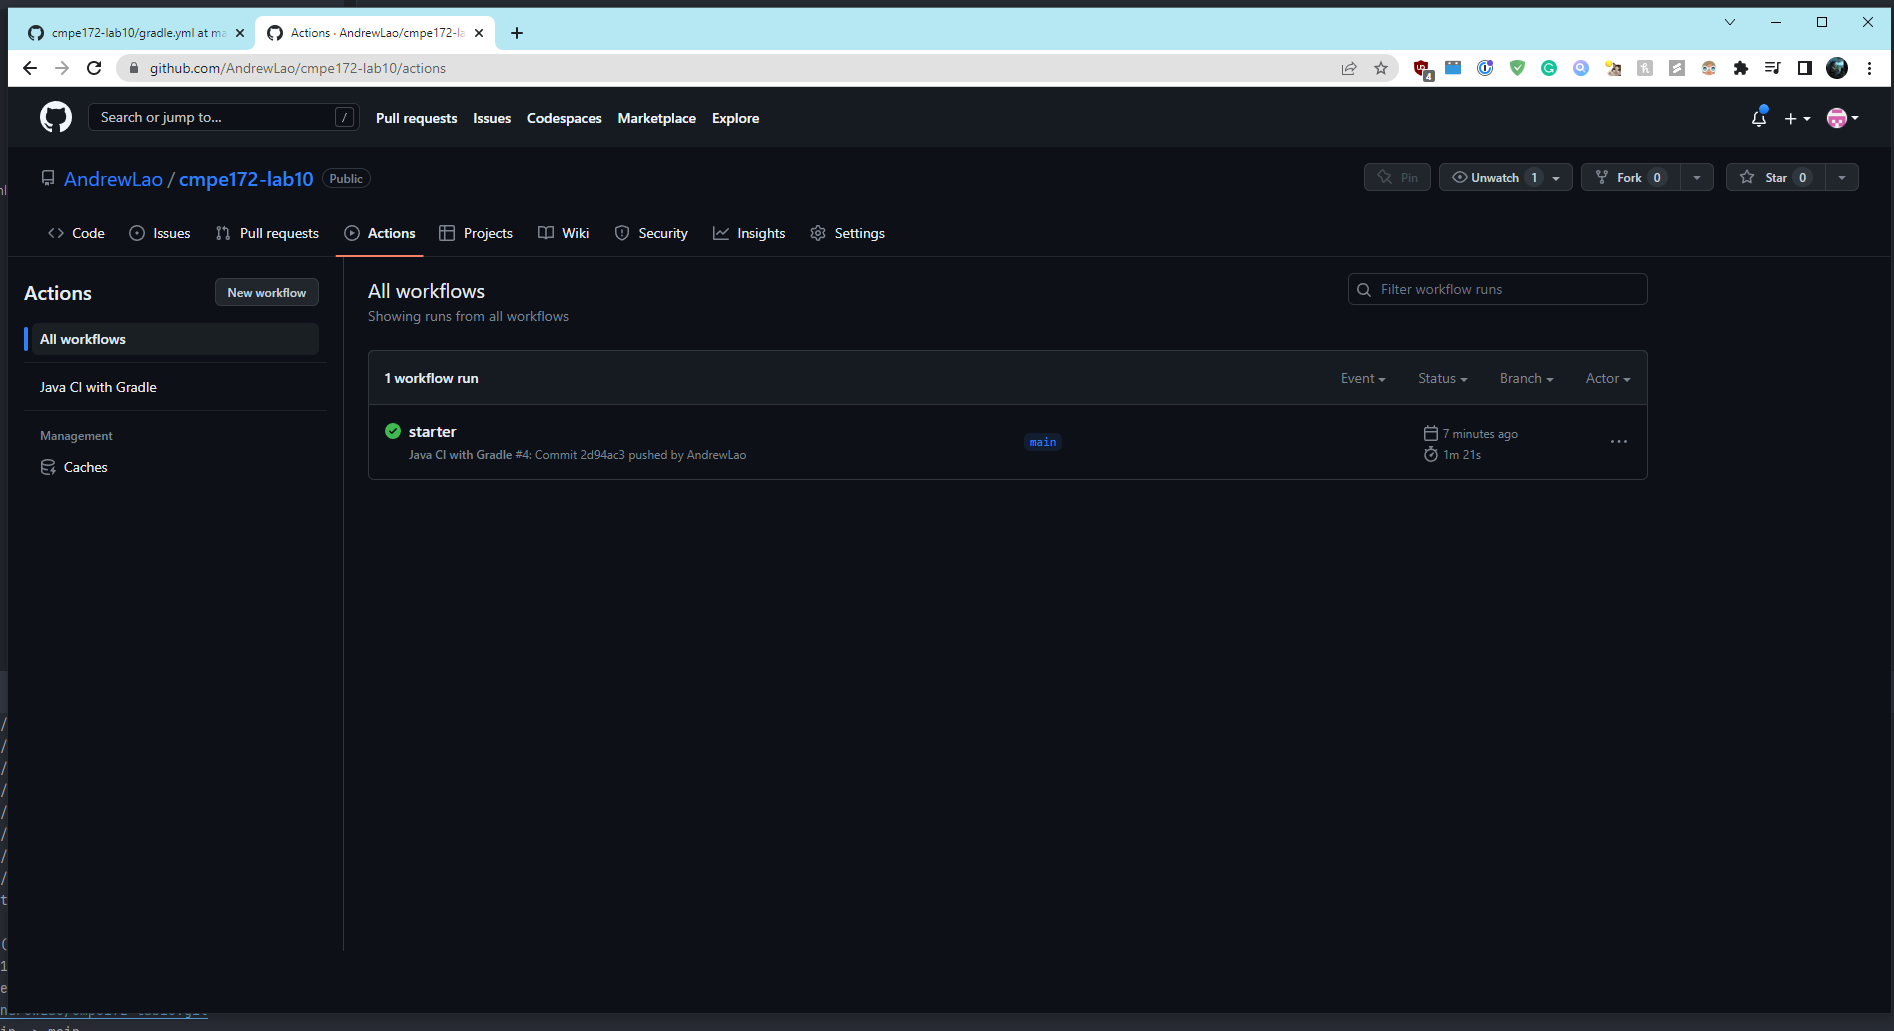 cmpe172-lab10/gradle.yml at ma
Actions · AndrewLao/cmpe172-la
github.com/AndrewLao/cmpe172-lab10/actions
4
Search or jump to...
/
Pull requests
Issues
Codespaces
Marketplace
Explore
AndrewLao / cmpe172-lab10
Public
Pin
Unwatch 1
Fork 0
Star 0
Code
Issues
Pull requests
Actions
Projects
Wiki
Security
Insights
Settings
Actions
New workflow
All workflows
Java CI with Gradle
Management
Caches
All workflows
Showing runs from all workflows
Filter workflow runs
1 workflow run
Event
Status
Branch
Actor
starter
Java CI with Gradle #4: Commit 2d94ac3 pushed by AndrewLao
main
7 minutes ago
1m 21s
/
/
/
/
/
/
/
/
t
(
1
e